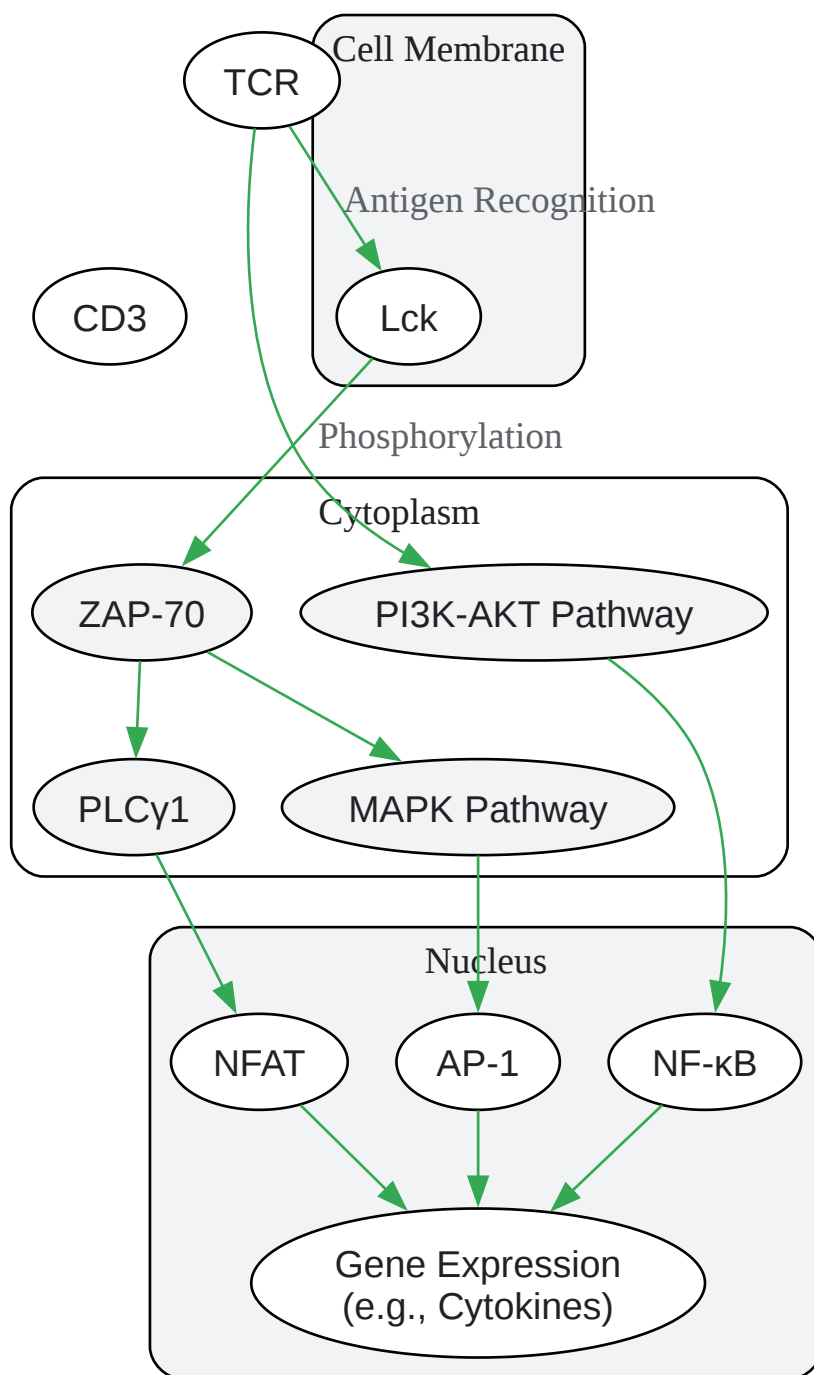 Cell Membrane
TCR
Antigen Recognition
CD3
Lck
Phosphorylation
Cytoplasm
ZAP-70
PI3K-AKT Pathway
PLCγ1
MAPK Pathway
Nucleus
NFAT
AP-1
NF-κB
Gene Expression
(e.g., Cytokines)